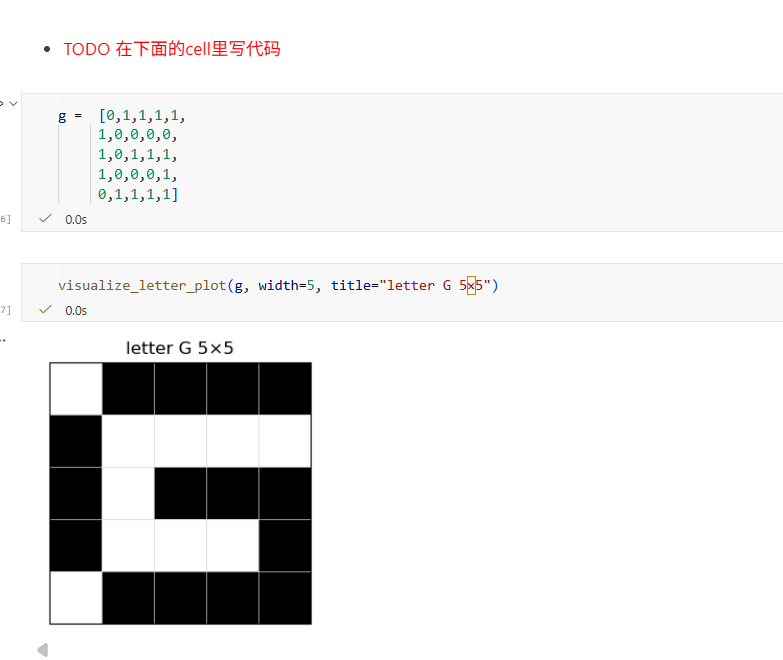 TODO 在下面的cell里写代码
g = [0,1,1,1,1,
1,0,0,0,0,
1,0,1,1,1,
1,0,0,0,1,
0,1,1,1,1]
6]
0.0s
visualize_letter_plot(g, width=5, title="letter G 5×5")
7]
0.0s
letter G 5×5